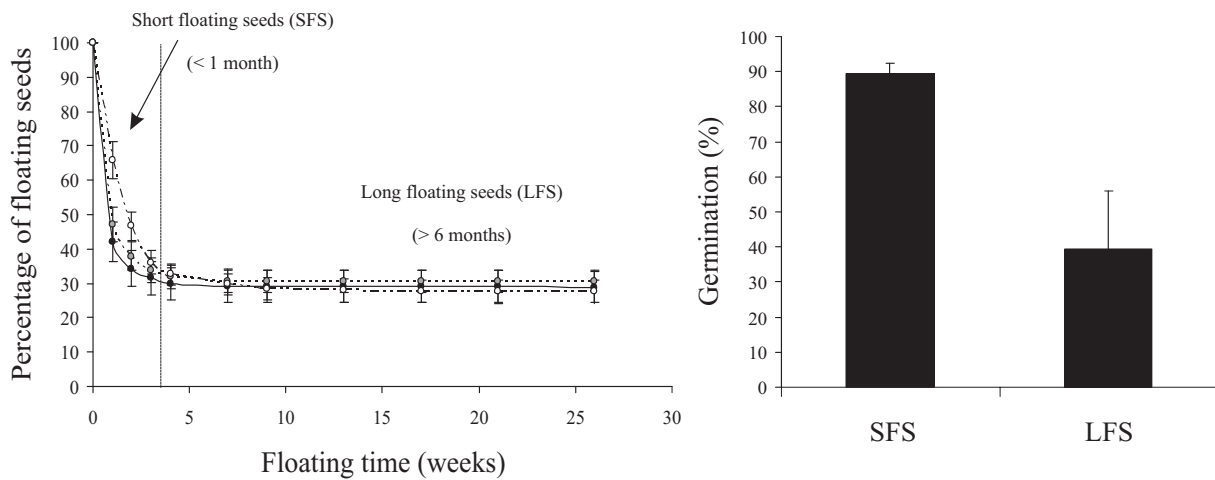 Short floating seeds (SFS)
(< 1 month)
Long floating seeds (LFS)
(> 6 months)
Percentage of floating seeds
100
90
80
70
60
50
40
30
20
10
0
0 5 10 15 20 25 30
Floating time (weeks)
Germination (%)
100
90
80
70
60
50
40
30
20
10
0
SFS LFS